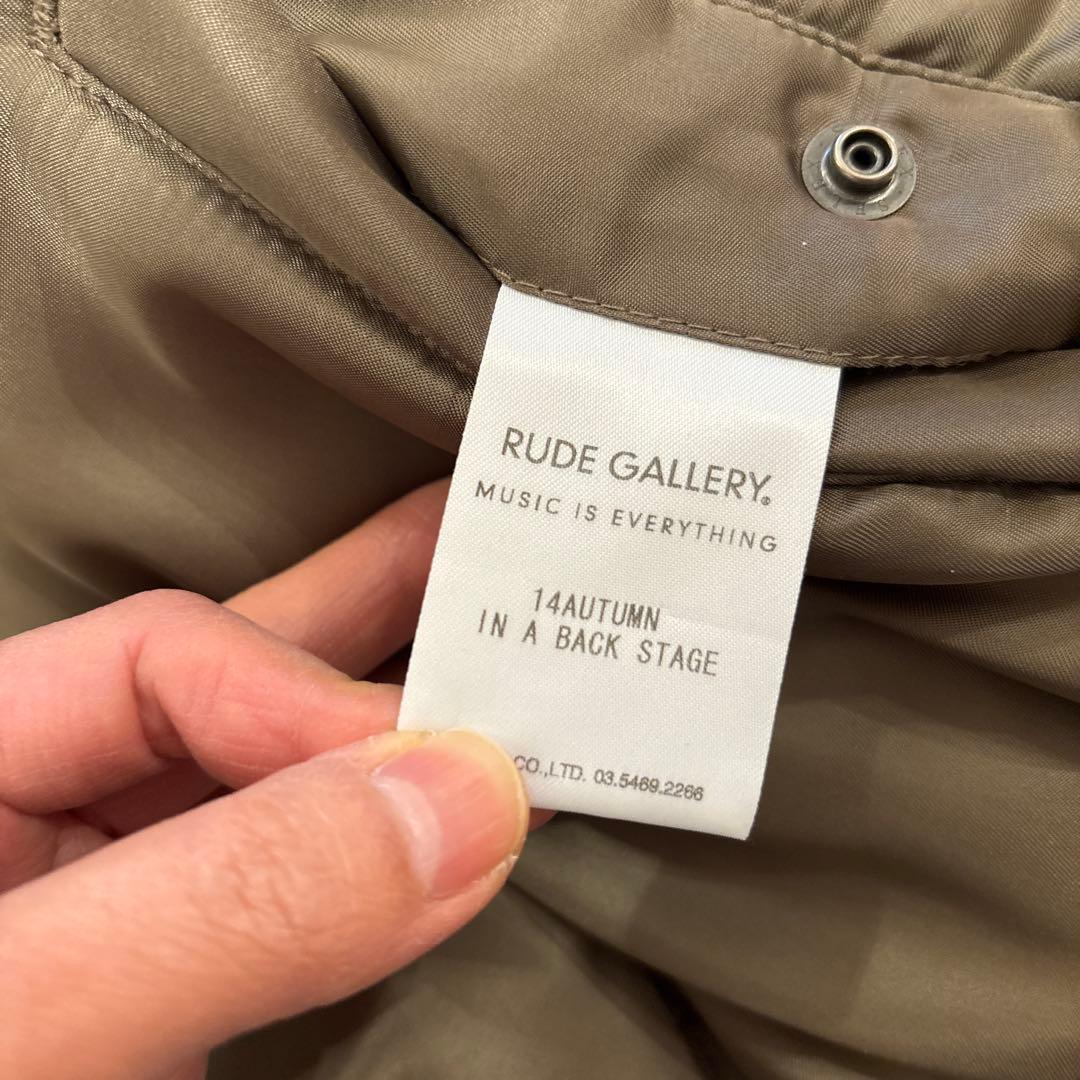 RUDE GALLERY®
MUSIC IS EVERYTHING
14AUTUMN
IN A BACK STAGE
CO.,LTD. 03.5469.2266